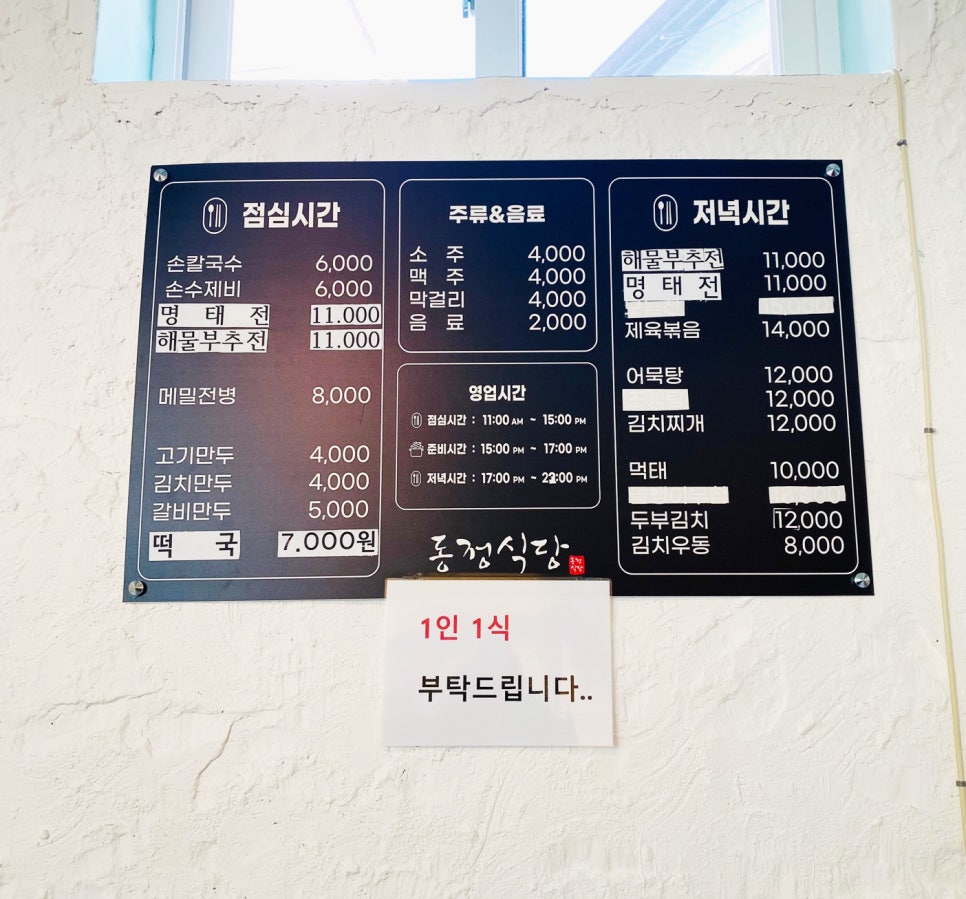 점심시간
손칼국수 6,000
손수제비 6,000
명 태 전 11.000
해물부추전 11.000
메밀전병 8,000
고기만두 4,000
김치만두 4,000
갈비만두 5,000
떡 국 7.000원
주류&음료
소 주 4,000
맥 주 4,000
막걸리 4,000
음 료 2,000
영업시간
점심시간 : 11:00 AM ~ 15:00 PM
준비시간 : 15:00 PM ~ 17:00 PM
저녁시간 : 17:00 PM ~ :00 PM
동정식당
저녁시간
해물부추전 11,000
명 태 전 11,000
제육볶음 14,000
어묵탕 12,000
12,000
김치찌개 12,000
먹태 10,000
두부김치 12,000
김치우동 8,000
1인 1식
부탁드립니다..